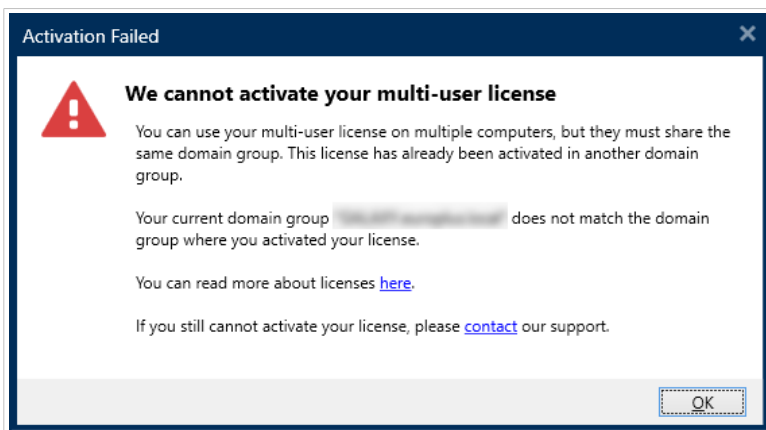 Activation Failed
We cannot activate your multi-user license
You can use your multi-user license on multiple computers, but they must share the
same domain group. This license has already been activated in another domain
group.
Your current domain group does not match the domain
group where you activated your license.
You can read more about licenses here.
If you still cannot activate your license, please contact our support.
OK